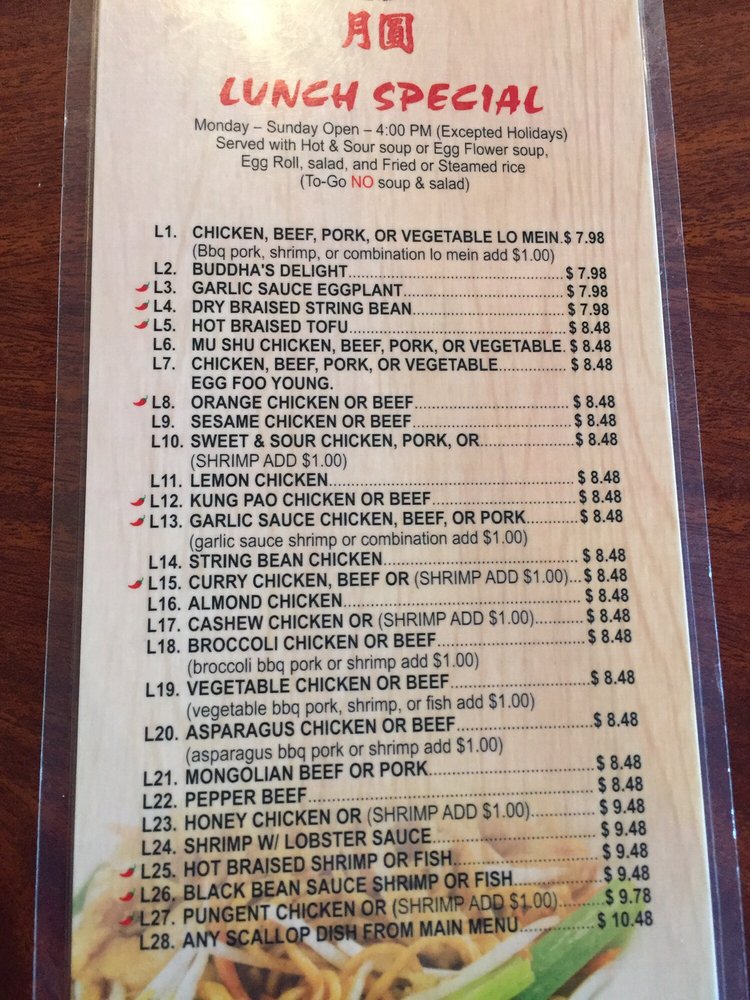 月圓
LUNCH SPECIAL
Monday – Sunday Open – 4:00 PM (Excepted Holidays)
Served with Hot & Sour soup or Egg Flower soup,
Egg Roll, salad, and Fried or Steamed rice
(To-Go NO soup & salad)
L1. CHICKEN, BEEF, PORK, OR VEGETABLE LO MEIN.$ 7.98
(Bbq pork, shrimp, or combination lo mein add $1.00)
L2. BUDDHA'S DELIGHT............$ 7.98
L3. GARLIC SAUCE EGGPLANT............$ 7.98
L4. DRY BRAISED STRING BEAN............$ 7.98
L5. HOT BRAISED TOFU............$ 8.48
L6. MU SHU CHICKEN, BEEF, PORK, OR VEGETABLE. $ 8.48
L7. CHICKEN, BEEF, PORK, OR VEGETABLE............ $ 8.48
EGG FOO YOUNG.
L8. ORANGE CHICKEN OR BEEF............ $ 8.48
L9. SESAME CHICKEN OR BEEF............ $ 8.48
L10. SWEET & SOUR CHICKEN, PORK, OR............$ 8.48
(SHRIMP ADD $1.00)
L11. LEMON CHICKEN............ $ 8.48
L12. KUNG PAO CHICKEN OR BEEF............ $ 8.48
L13. GARLIC SAUCE CHICKEN, BEEF, OR PORK............$ 8.48
(garlic sauce shrimp or combination add $1.00)
L14. STRING BEAN CHICKEN............ $ 8.48
L15. CURRY CHICKEN, BEEF OR (SHRIMP ADD $1.00)...$ 8.48
L16. ALMOND CHICKEN............ $ 8.48
L17. CASHEW CHICKEN OR (SHRIMP ADD $1.00)............ $ 8.48
L18. BROCCOLI CHICKEN OR BEEF............$ 8.48
(broccoli bbq pork or shrimp add $1.00)
L19. VEGETABLE CHICKEN OR BEEF............$ 8.48
(vegetable bbq pork, shrimp, or fish add $1.00)
L20. ASPARAGUS CHICKEN OR BEEF............$ 8.48
(asparagus bbq pork or shrimp add $1.00)
L21. MONGOLIAN BEEF OR PORK............$ 8.48
L22. PEPPER BEEF............ $ 8.48
L23. HONEY CHICKEN OR (SHRIMP ADD $1.00)............ $ 9.48
L24. SHRIMP W/ LOBSTER SAUCE............ $ 9.48
L25. HOT BRAISED SHRIMP OR FISH............ $ 9.48
L26. BLACK BEAN SAUCE SHRIMP OR FISH............$ 9.48
L27. PUNGENT CHICKEN OR (SHRIMP ADD $1.00)............$ 9.78
L28. ANY SCALLOP DISH FROM MAIN MENU............$ 10.48